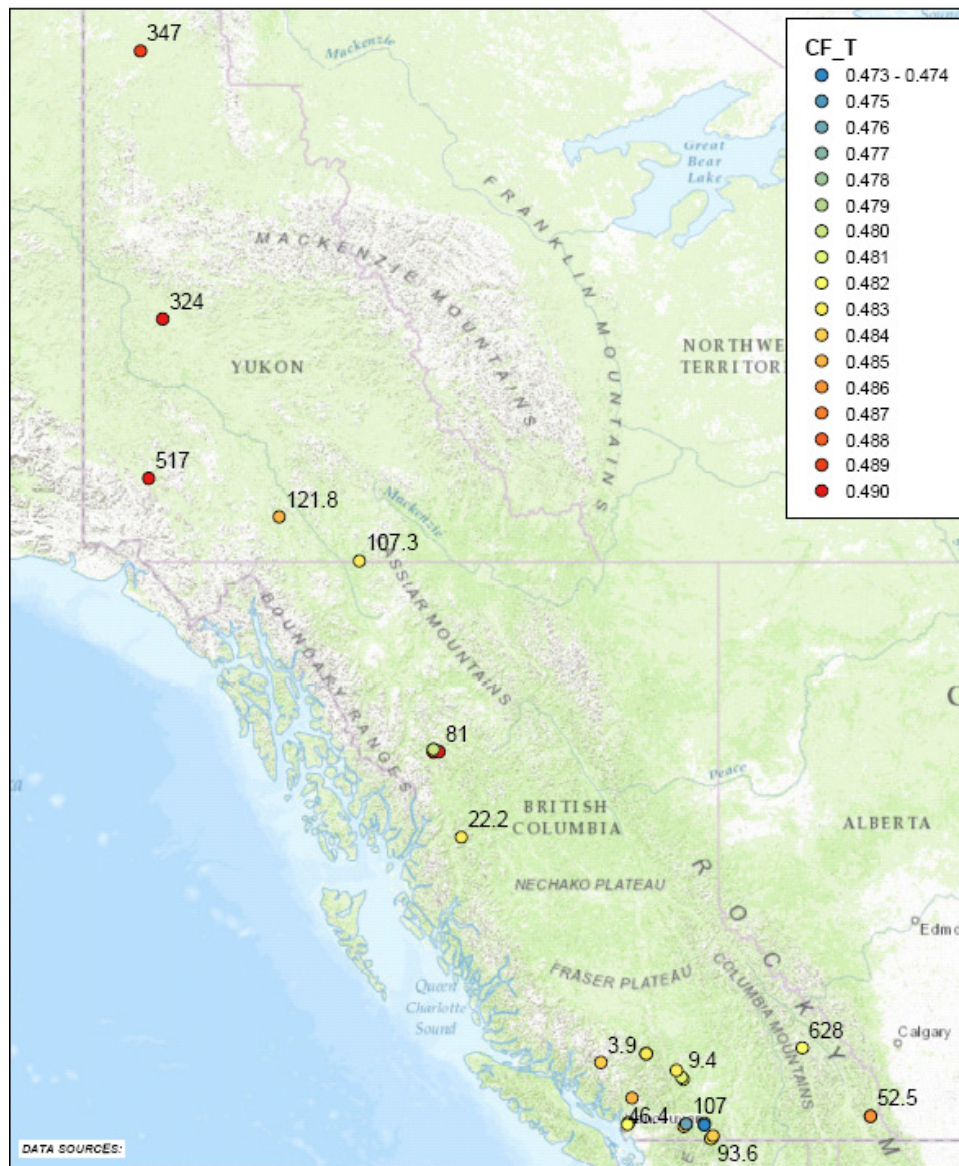 347
Mackenzie
CF_T
0.473 - 0.474
0.475
0.476
0.477
0.478
0.479
0.480
0.481
0.482
0.483
0.484
0.485
0.486
0.487
0.488
0.489
0.490
Great
Bear
Lake
FRANKLIN MOUNTAINS
MACKENZIE MOUNTAINS
324
YUKON
NORTHWE
TERRITORI
517
121.8
Mackenzie
107.3
SSIAR MOUNTAINS
BOUNDARY RANGES
81
Peace
22.2
BRITISH
COLUMBIA
ALBERTA
NECHAKO PLATEAU
ROCKY M
Edmo
FRASER PLATEAU
COLUMBIA MOUNTAINS
Queen
Charlotte
Sound
628
Calgary
3.9
9.4
52.5
46.4
107
93.6
DATA SOURCES: